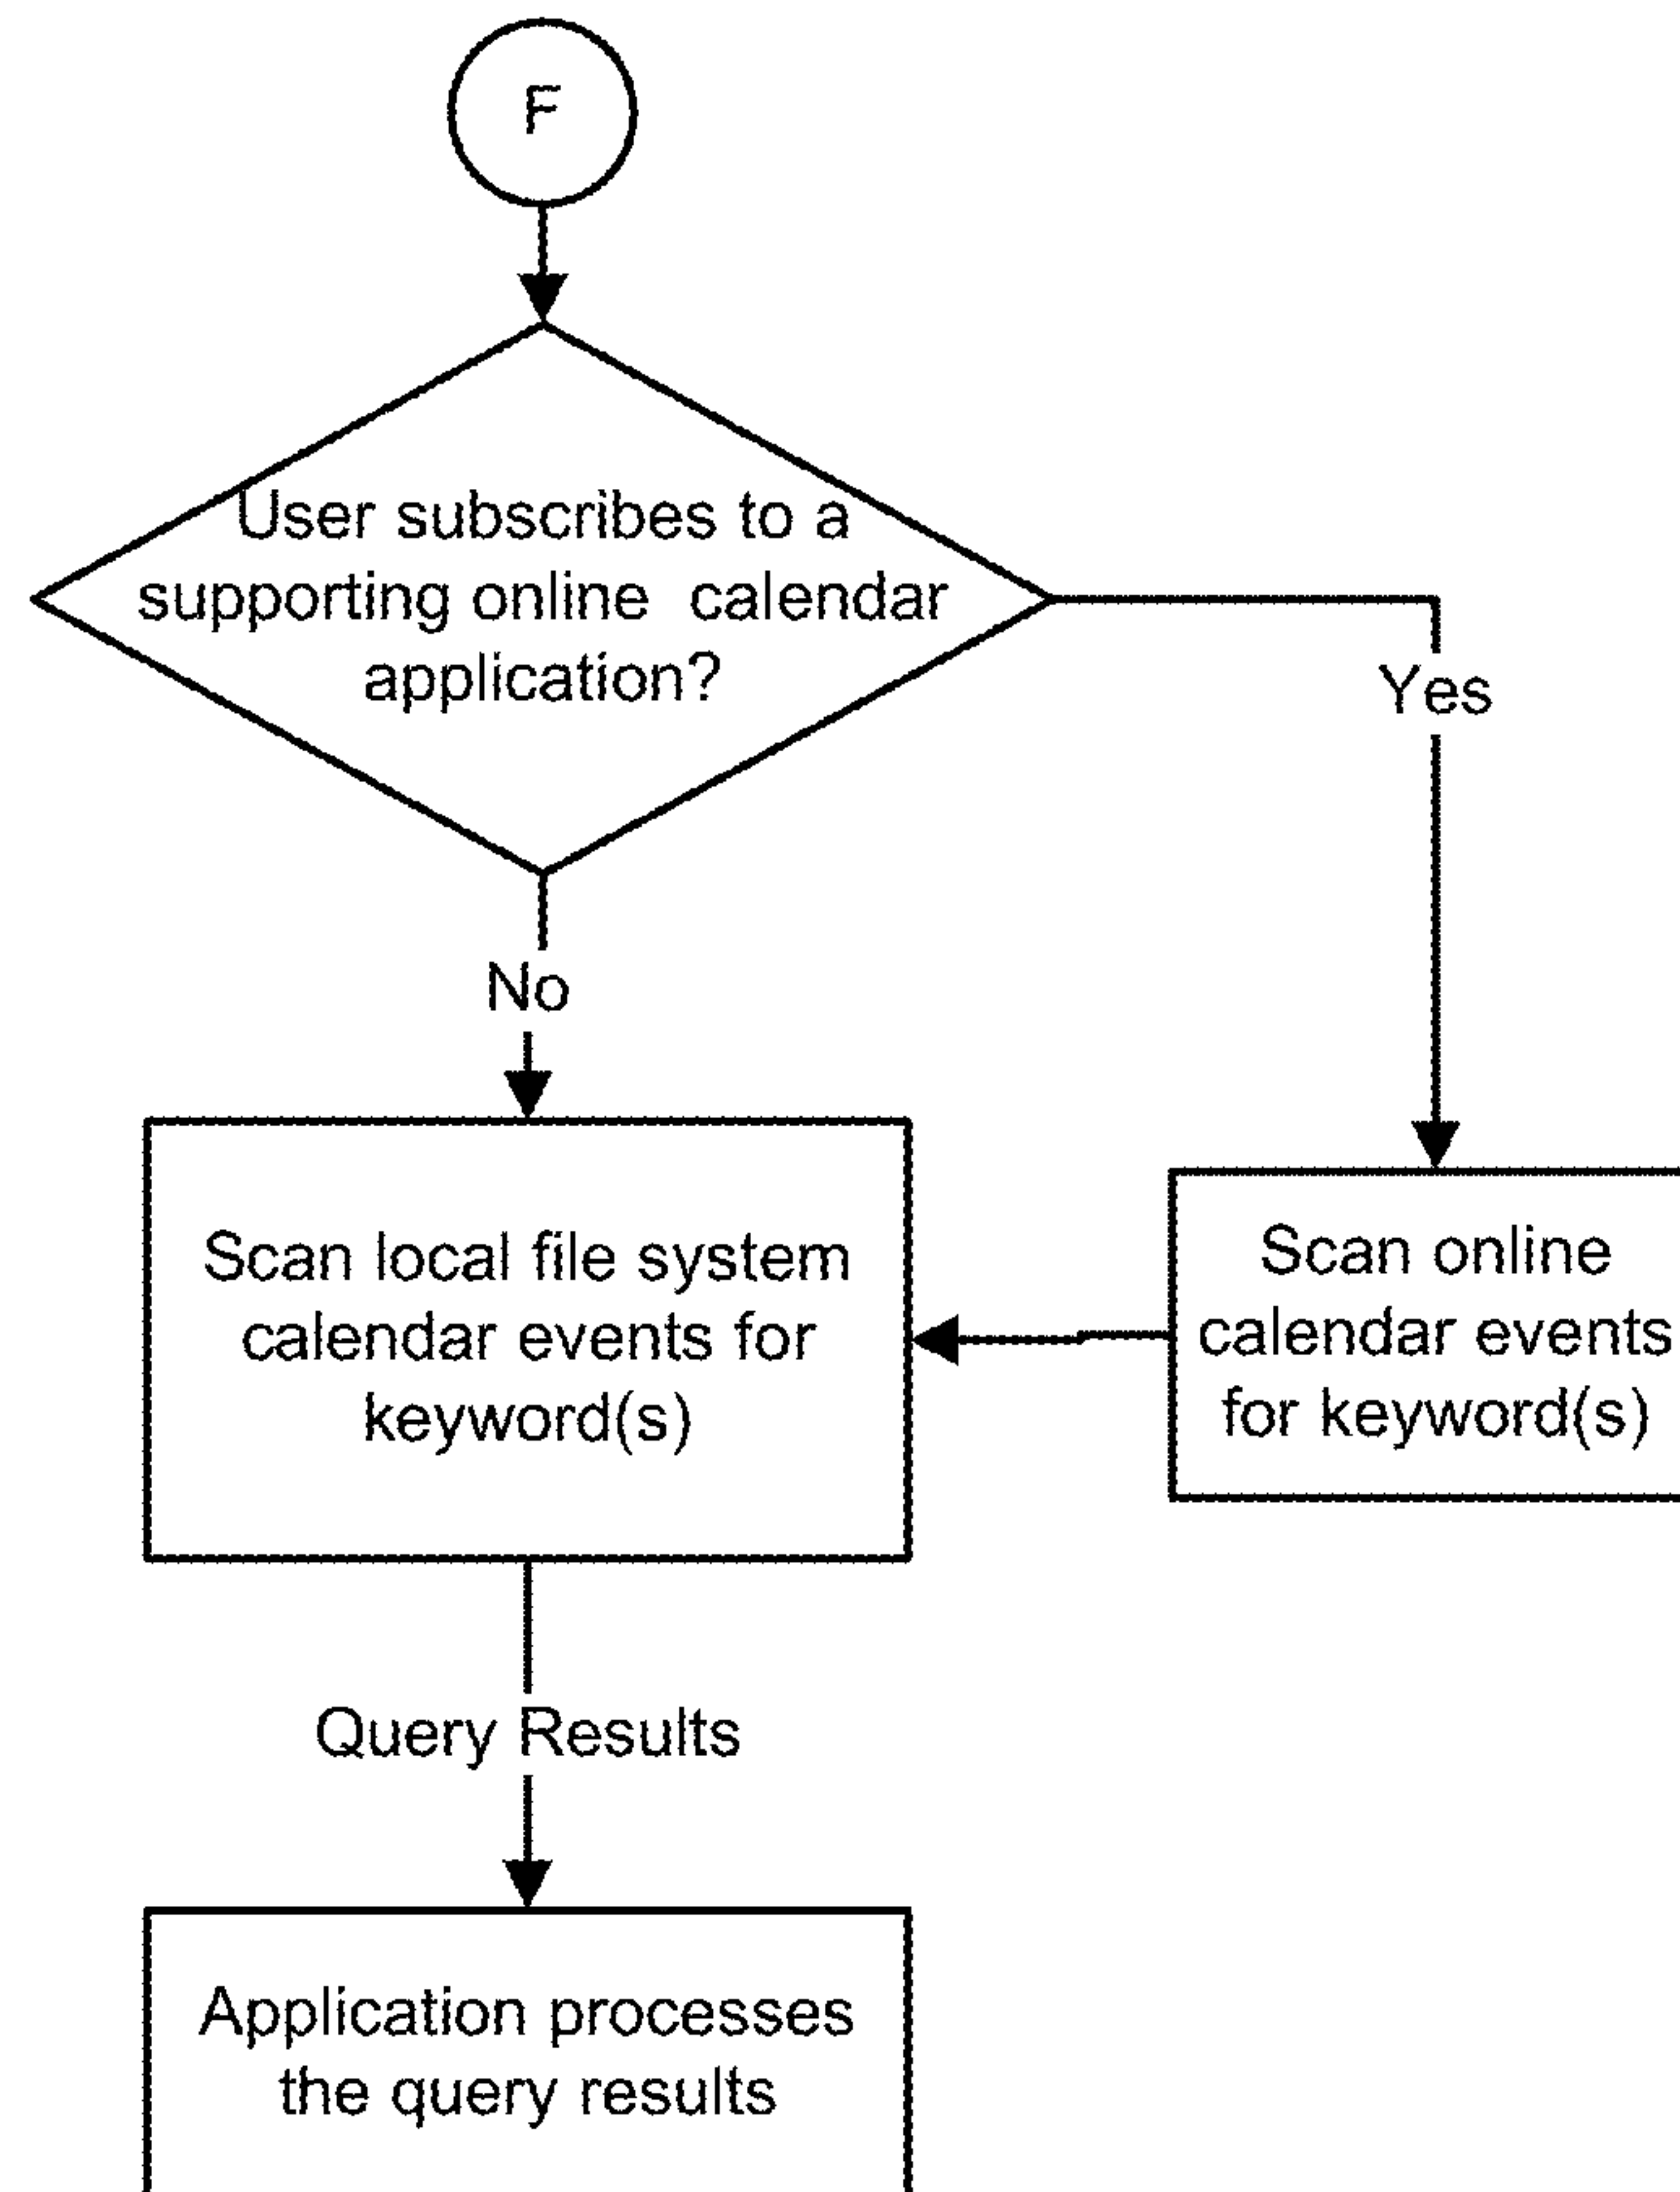 F
User subscribes to a
supporting online calendar
application?
Yes
No
Scan local file system
calendar events for
keyword(s)
Scan online
calendar events
for keyword(s)
Query Results
Application processes
the query results